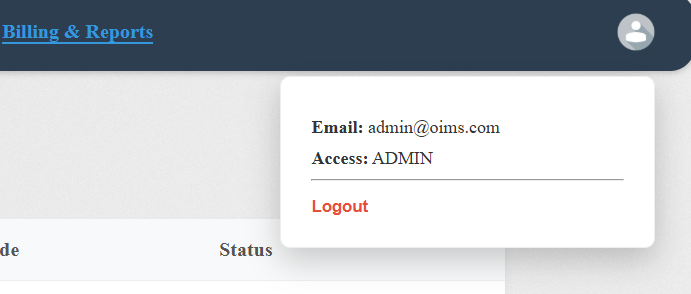 Billing & Reports
Email: admin@oims.com
Access: ADMIN
Logout
de
Status